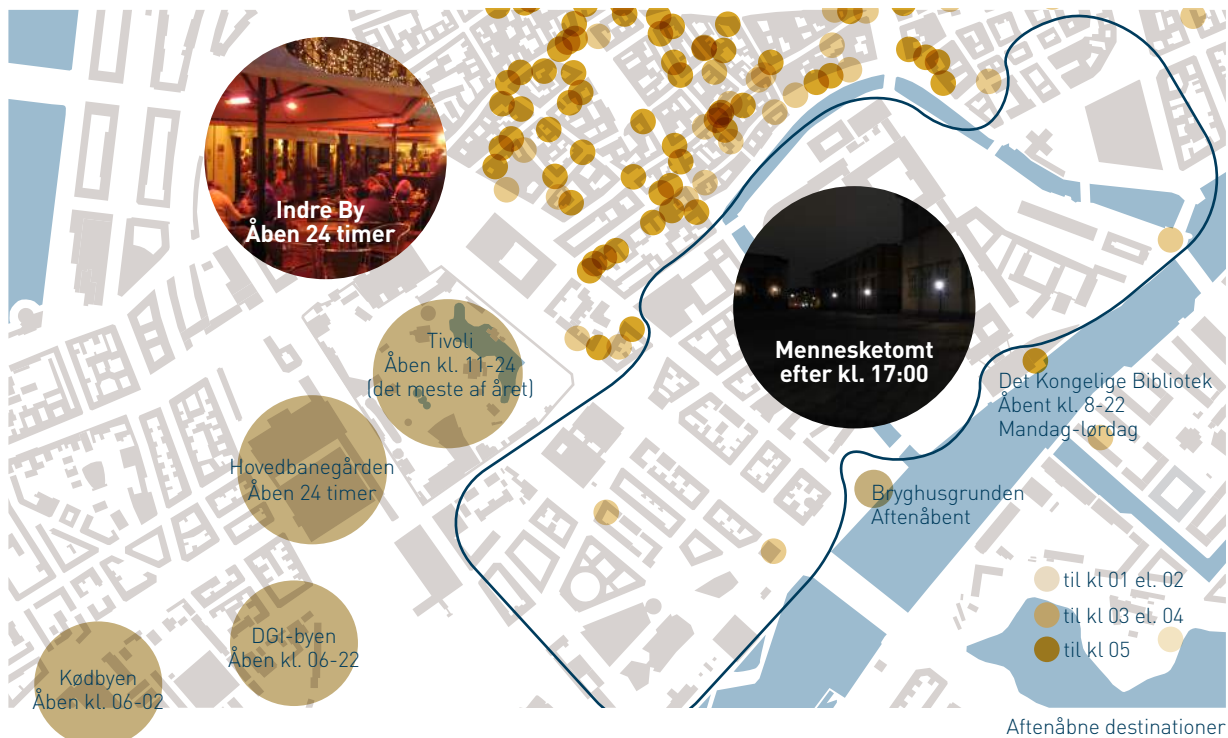 Indre By
Åben 24 timer
Tivoli
Åben kl. 11-24
(det meste af året)
Mennesketomt
efter kl. 17:00
Det Kongelige Bibliotek
Åbent kl. 8-22
Mandag-lørdag
Hovedbanegården
Åben 24 timer
Bryghusgrunden
Aftenåbent
DGI-byen
Åben kl. 06-22
Kødbyen
Åben kl. 06-02
til kl 01 el. 02
til kl 03 el. 04
til kl 05
Aftenåbne destinationer